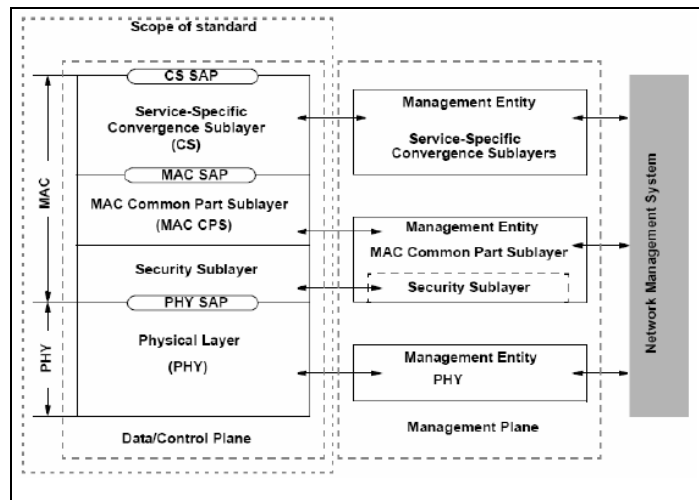 Scope of standard
CS SAP
Service-Specific
Convergence Sublayer
(CS)
MAC SAP
MAC Common Part Sublayer
(MAC CPS)
Security Sublayer
PHY SAP
Physical Layer
(PHY)
Data/Control Plane
MAC
PHY
Management Entity
Service-Specific
Convergence Sublayers
Management Entity
MAC Common Part Sublayer
Security Sublayer
Management Entity
PHY
Management Plane
Network Management System